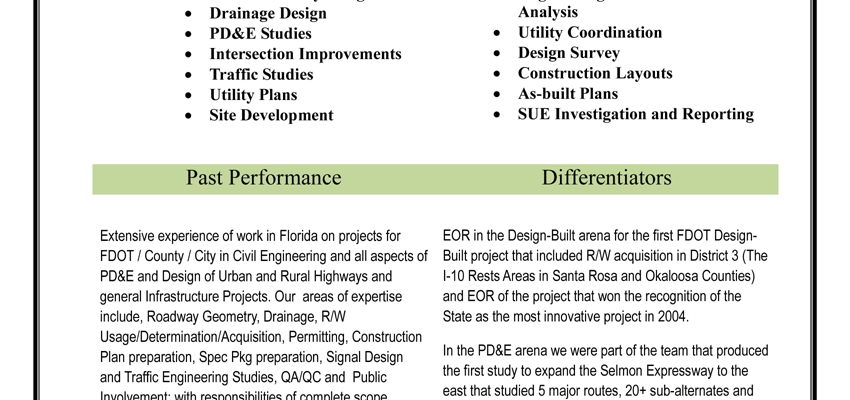 Drainage Design
PD&E Studies
Intersection Improvements
Traffic Studies
Utility Plans
Site Development
Analysis
Utility Coordination
Design Survey
Construction Layouts
As-built Plans
SUE Investigation and Reporting
Past Performance
Extensive experience of work in Florida on projects for
FDOT / County / City in Civil Engineering and all aspects of
PD&E and Design of Urban and Rural Highways and
general Infrastructure Projects. Our areas of expertise
include, Roadway Geometry, Drainage, R/W
Usage/Determination/Acquisition, Permitting, Construction
Plan preparation, Spec Pkg preparation, Signal Design
and Traffic Engineering Studies, QA/QC and Public
Involvement; with responsibilities of complete scope
Differentiators
EOR in the Design-Built arena for the first FDOT Design-
Built project that included R/W acquisition in District 3 (The
I-10 Rests Areas in Santa Rosa and Okaloosa Counties)
and EOR of the project that won the recognition of the
State as the most innovative project in 2004.
In the PD&E arena we were part of the team that produced
the first study to expand the Selmon Expressway to the
east that studied 5 major routes, 20+ sub-alternates and